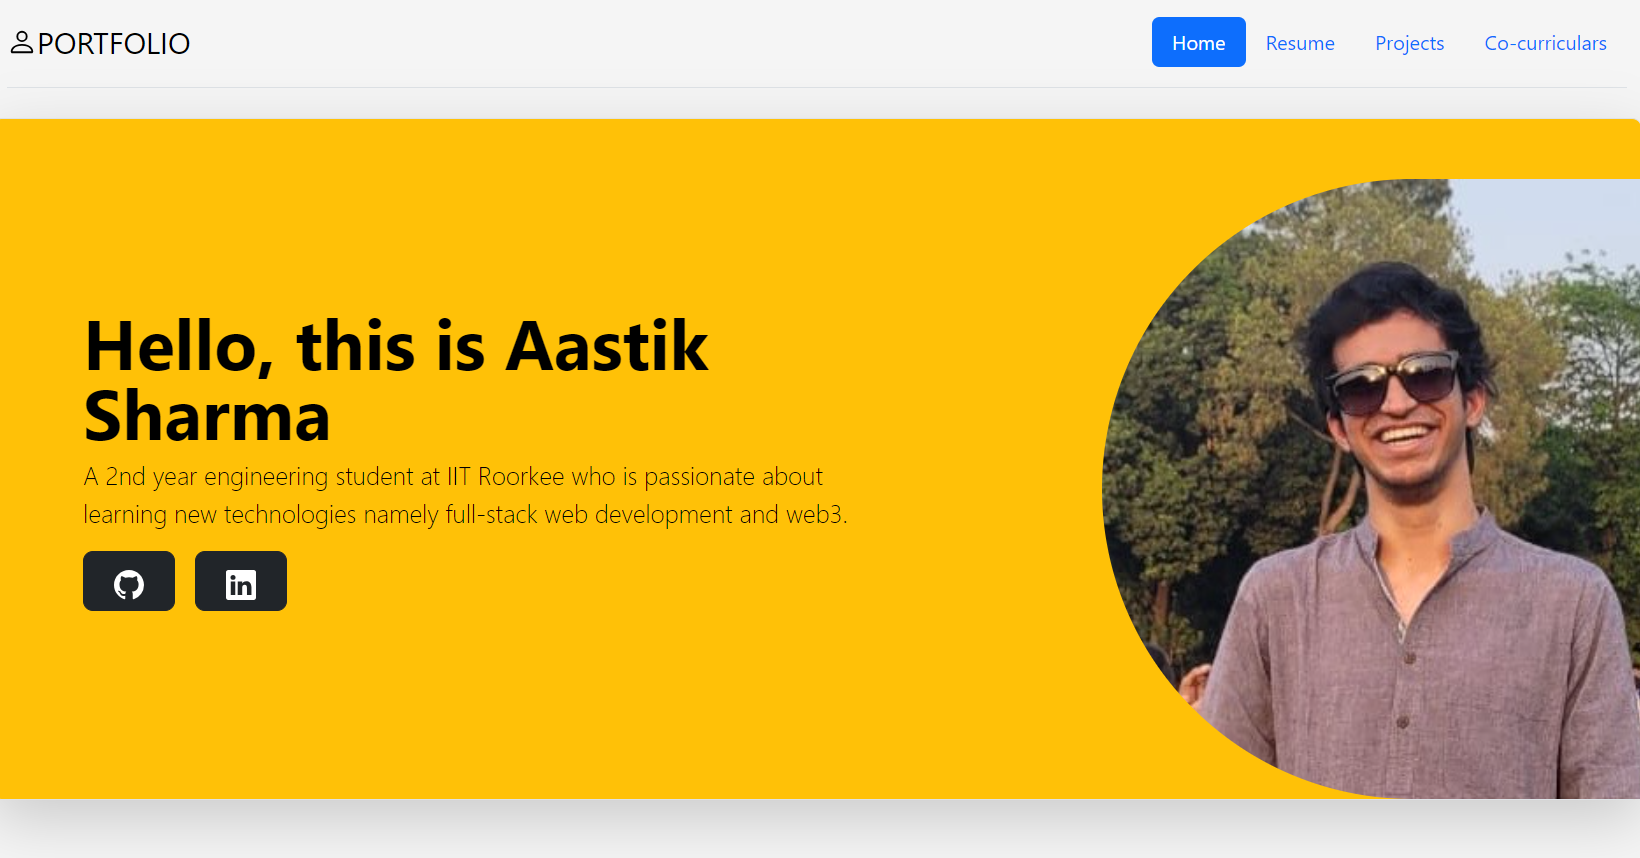 PORTFOLIO
Home Resume Projects Co-curriculars
Hello, this is Aastik
Sharma
A 2nd year engineering student at IIT Roorkee who is passionate about
learning new technologies namely full-stack web development and web3.
in